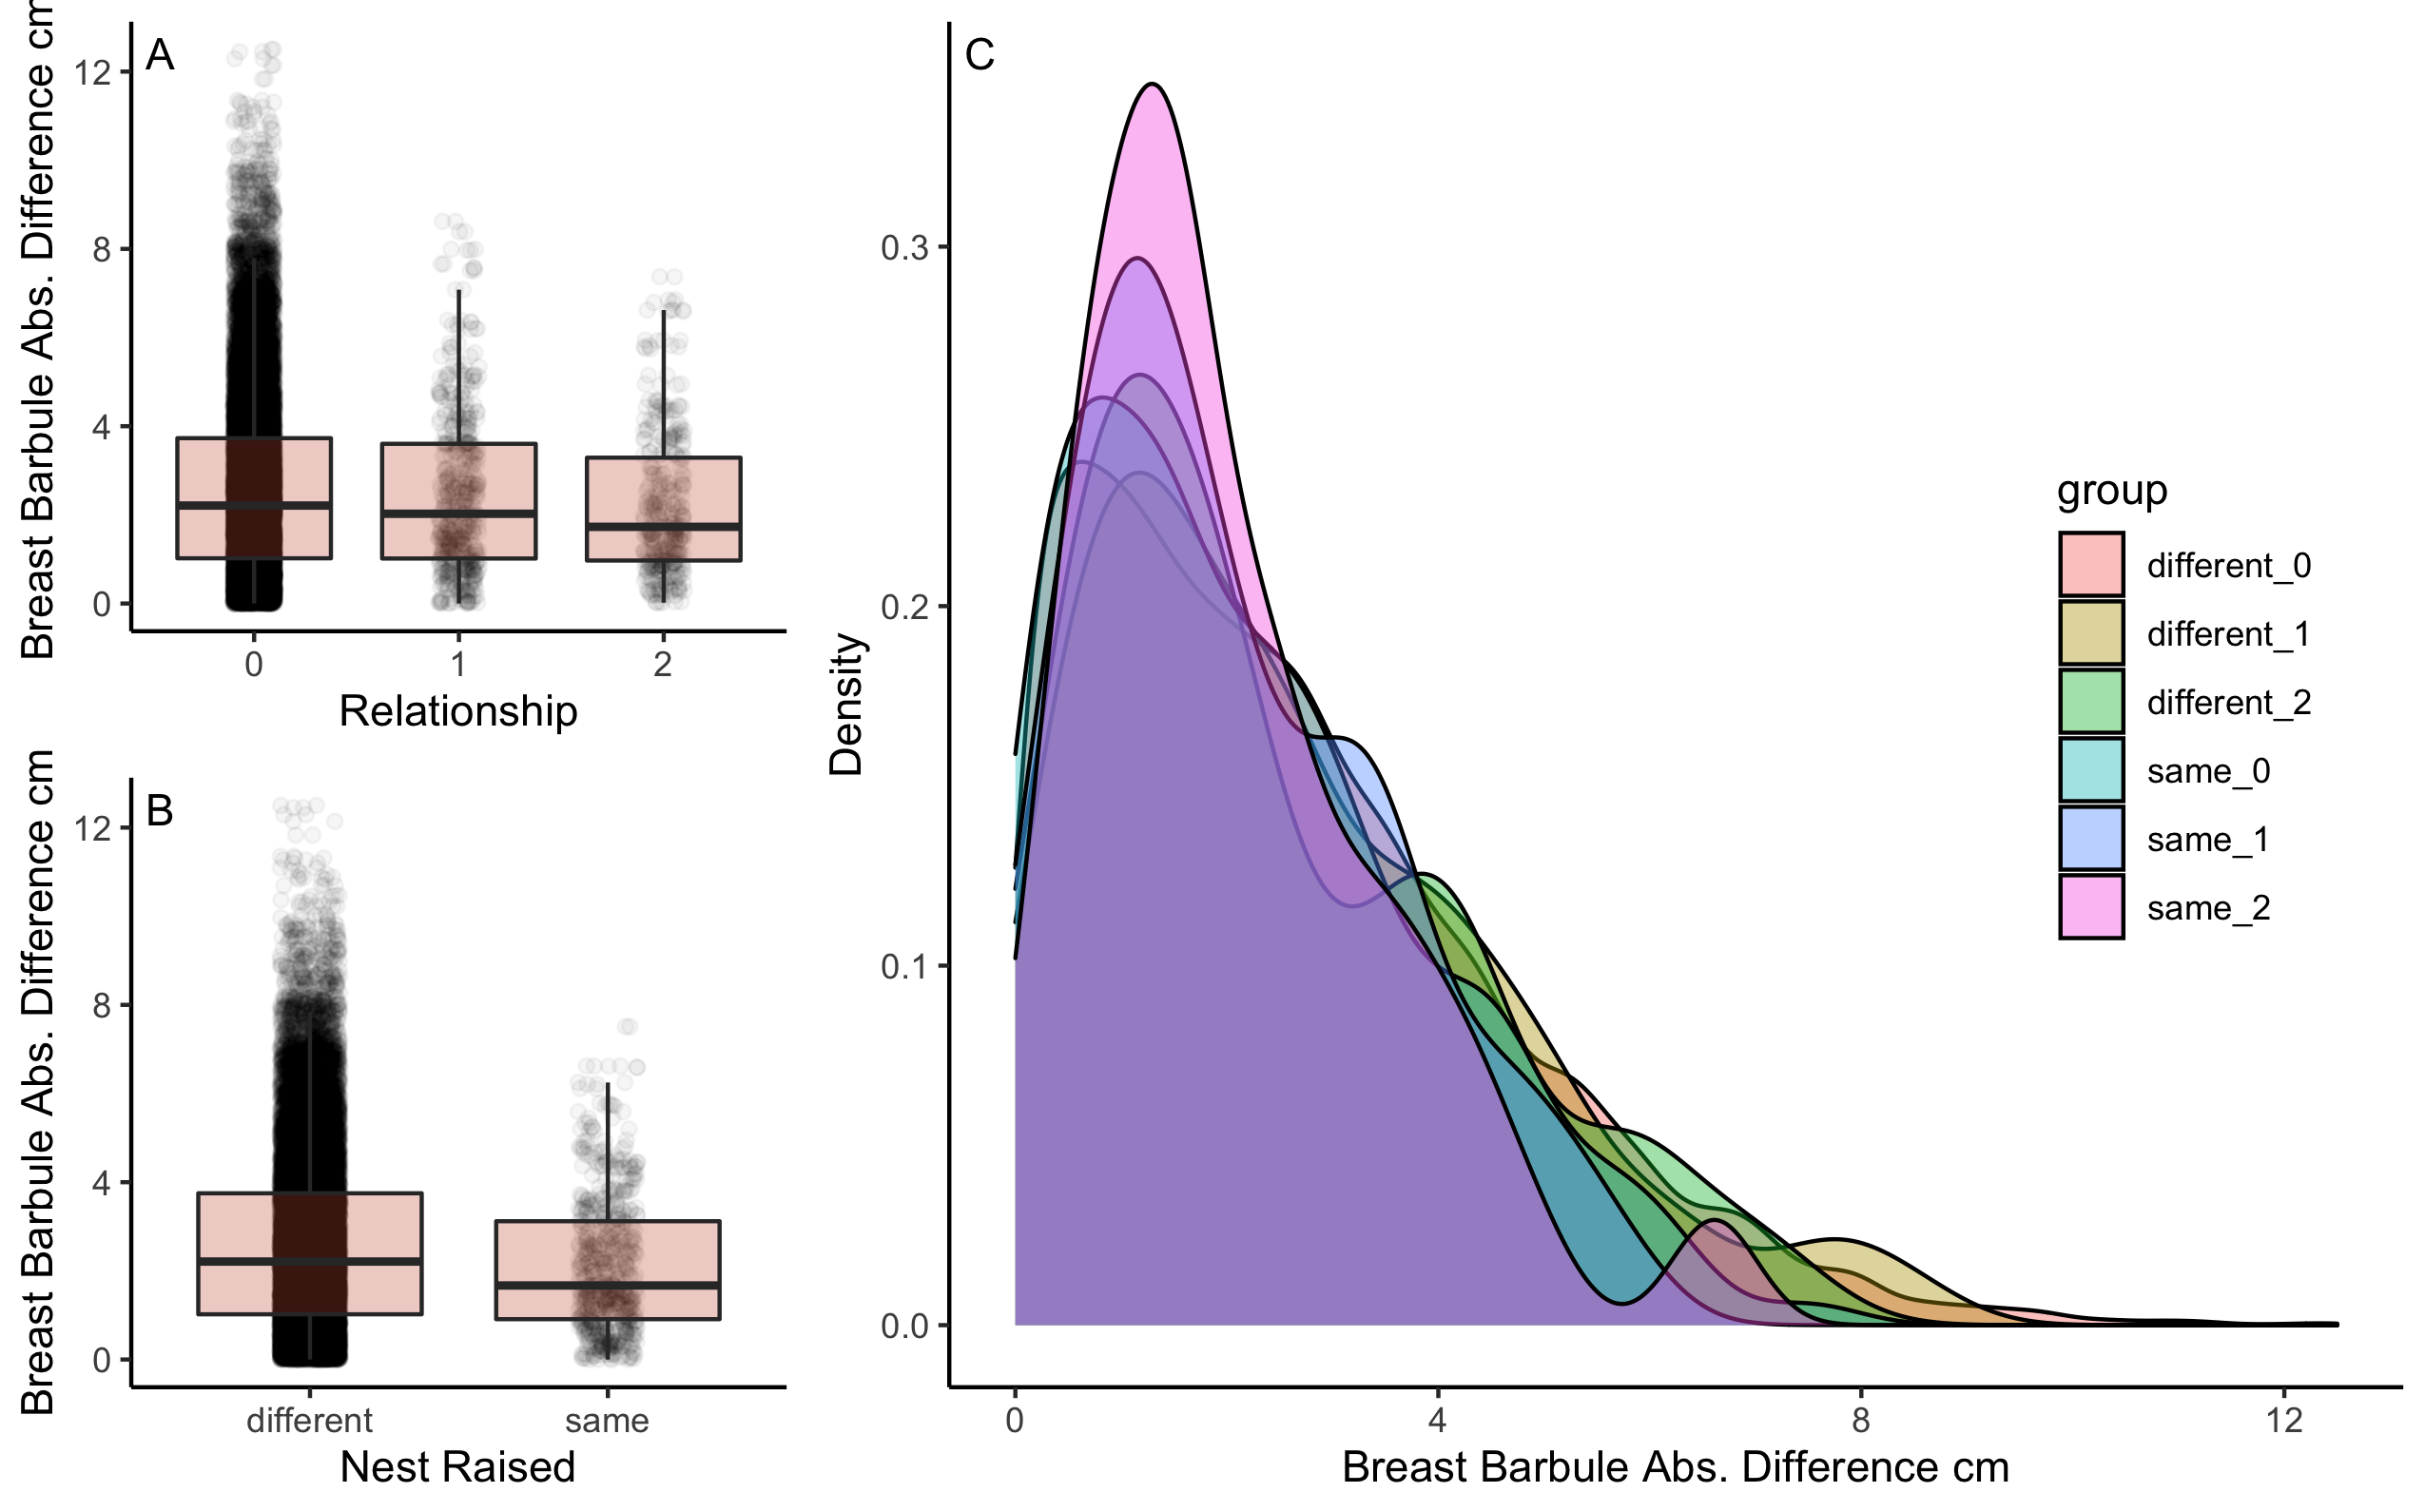 A
Breast Barbule Abs. Difference cm
12
8
4
0
0 1 2
Relationship
B
Breast Barbule Abs. Difference cm
12
8
4
0
different same
Nest Raised
C
Density
0.3
0.2
0.1
0.0
0 4 8 12
Breast Barbule Abs. Difference cm
group
different_0
different_1
different_2
same_0
same_1
same_2